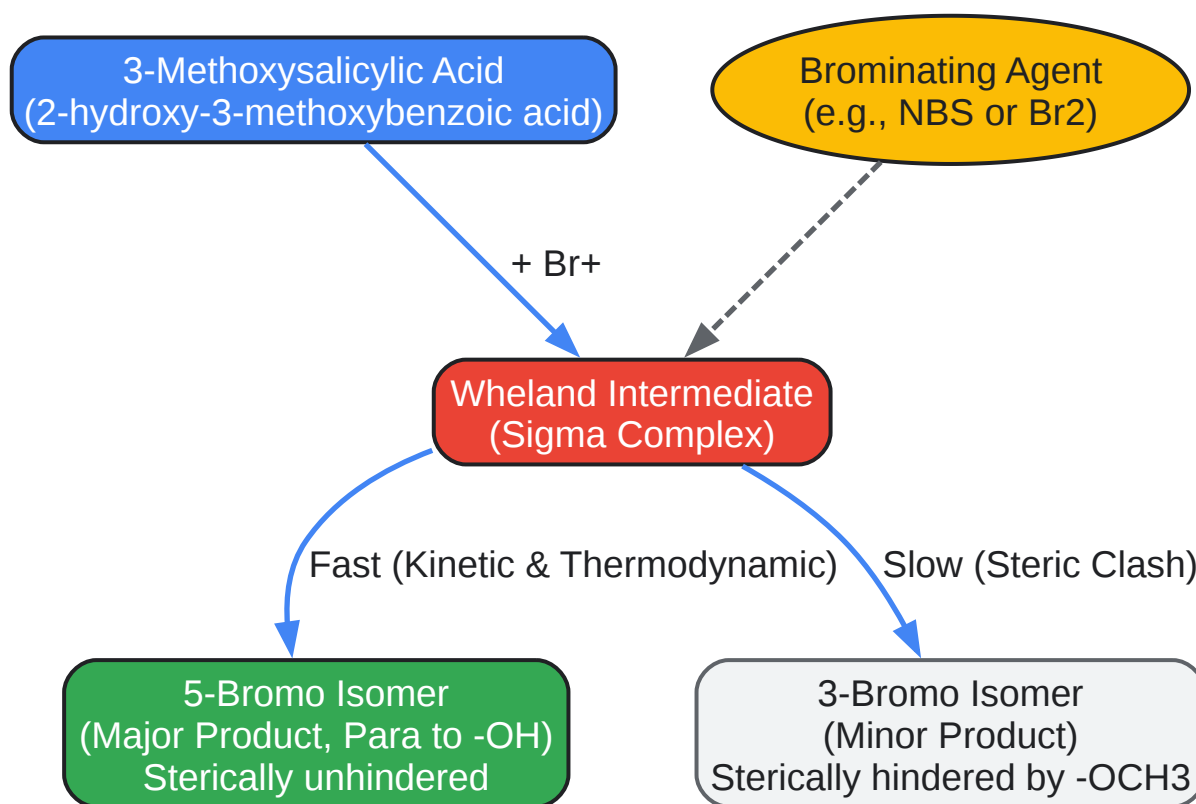 3-Methoxysalicylic Acid
(2-hydroxy-3-methoxybenzoic acid)
Brominating Agent
(e.g., NBS or Br2)
+ Br+
Wheland Intermediate
(Sigma Complex)
Fast (Kinetic & Thermodynamic)
Slow (Steric Clash)
5-Bromo Isomer
(Major Product, Para to -OH)
Sterically unhindered
3-Bromo Isomer
(Minor Product)
Sterically hindered by -OCH3